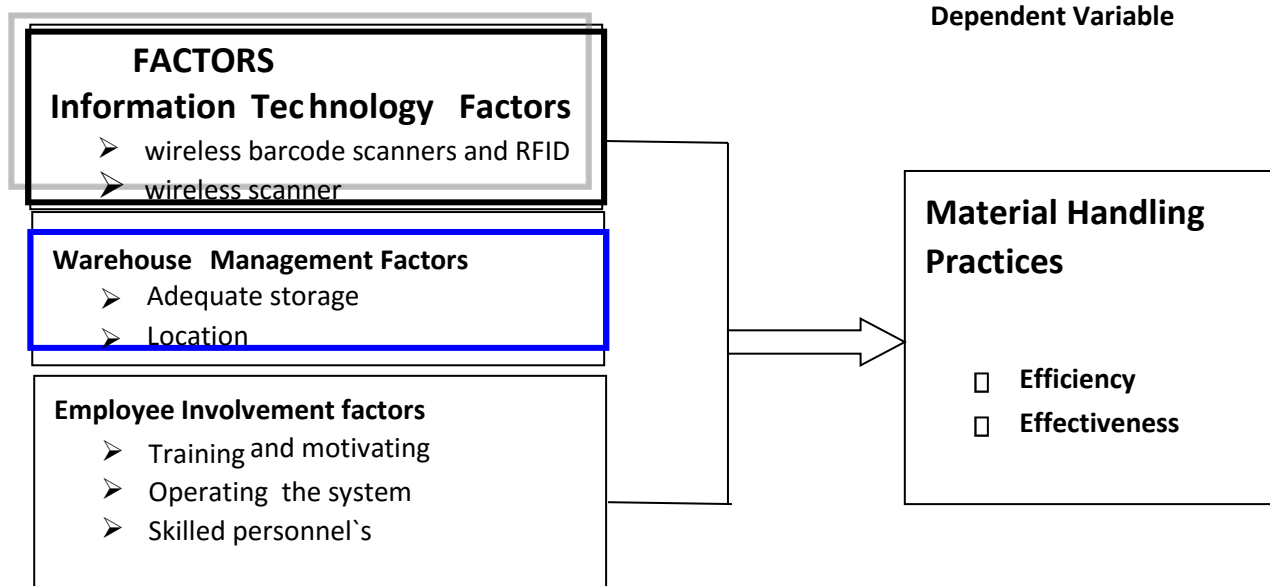 Dependent Variable
FACTORS
Information Technology Factors
➢ wireless barcode scanners and RFID
➢ wireless scanner
Warehouse Management Factors
➢ Adequate storage
➢ Location
Employee Involvement factors
➢ Training and motivating
➢ Operating the system
➢ Skilled personnel`s
Material Handling
Practices
Efficiency
Effectiveness